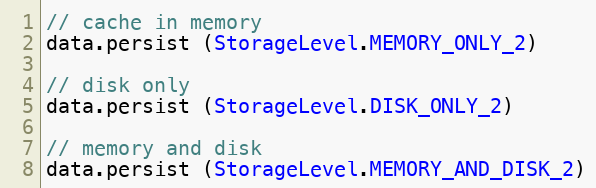 1 // cache in memory
2 data.persist (StorageLevel.MEMORY_ONLY_2)
3
4 // disk only
5 data.persist (StorageLevel.DISK_ONLY_2)
6
7 // memory and disk
8 data.persist (StorageLevel.MEMORY_AND_DISK_2)